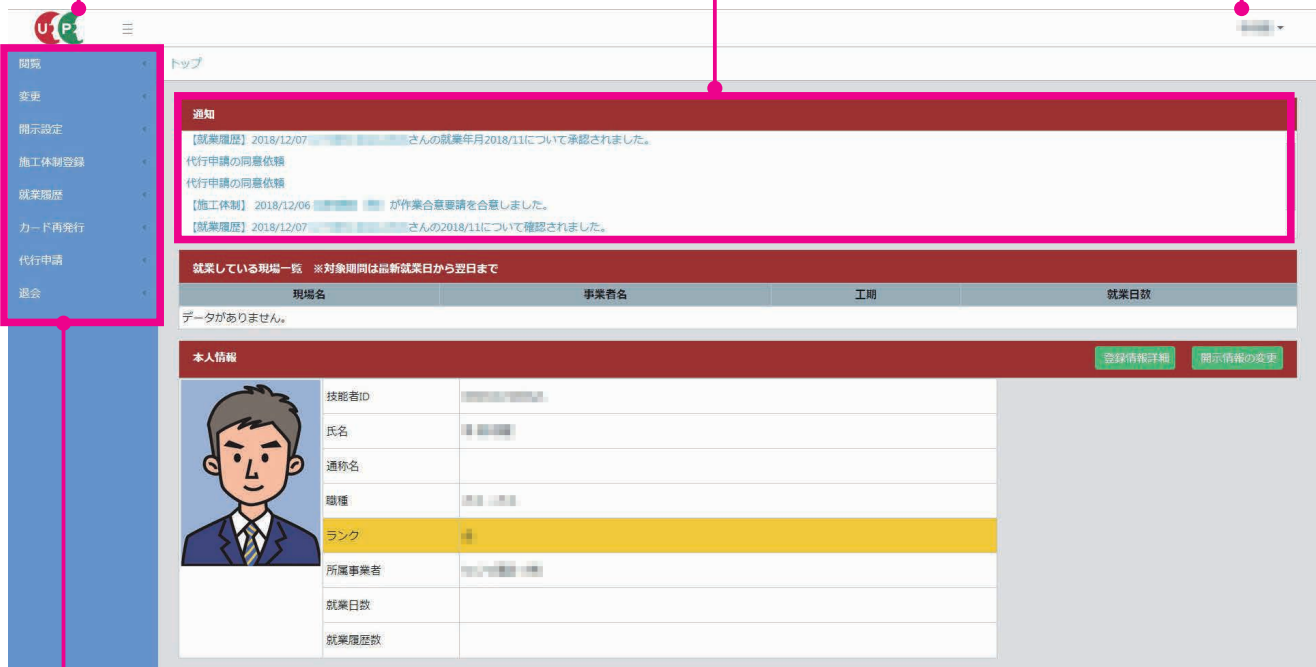 U P
トップ
閲覧
変更
開示設定
施工体制登録
就業履歴
カード再発行
代行申請
退会
通知
【就業履歴】2018/12/07 さんの就業年月2018/11について承認されました。
代行申請の同意依頼
代行申請の同意依頼
【施工体制】 2018/12/06 が作業合意要請を合意しました。
【就業履歴】2018/12/07 さんの2018/11について確認されました。
就業している現場一覧　※対象期間は最新就業日から翌日まで
現場名 事業者名 工期 就業日数
データがありません。
本人情報 登録情報詳細 開示情報の変更
技能者ID
氏名
通称名
職種
ランク
所属事業者
就業日数
就業履歴数